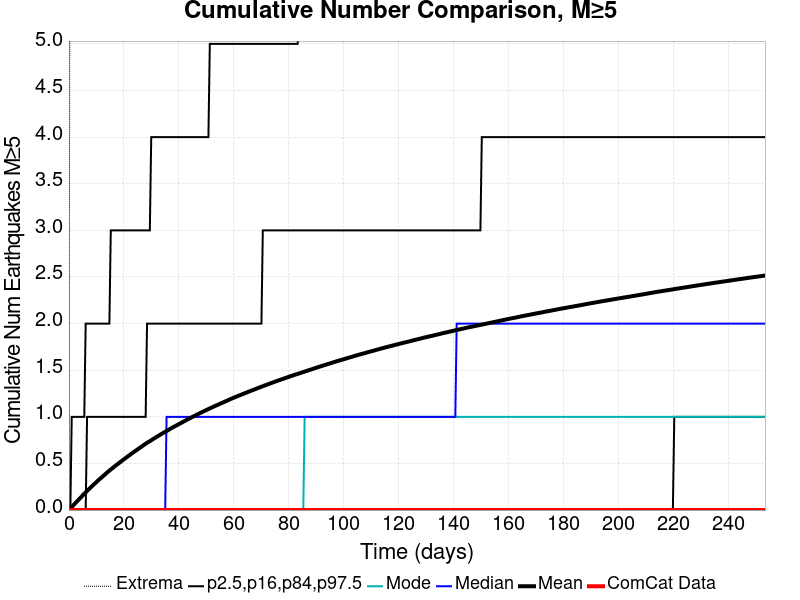 Cumulative Number Comparison, M≥5
Cumulative Num Earthquakes M≥5
5.0
4.5
4.0
3.5
3.0
2.5
2.0
1.5
1.0
0.5
0.0
0 20 40 60 80 100 120 140 160 180 200 220 240
Time (days)
Extrema p2.5,p16,p84,p97.5 Mode Median Mean ComCat Data